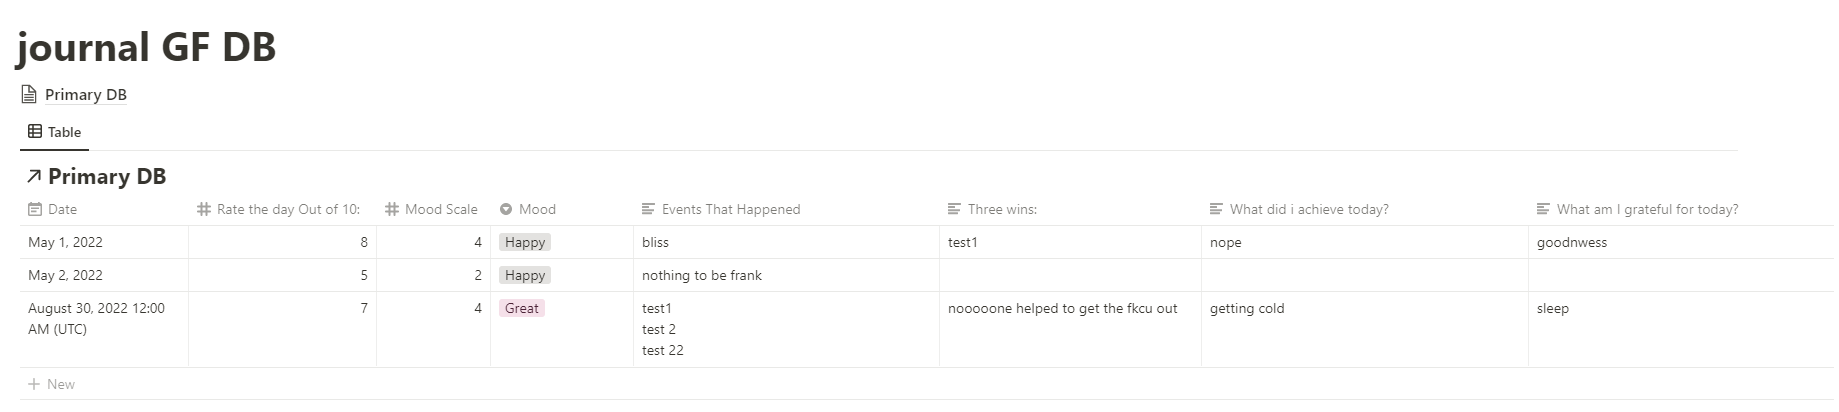 journal GF DB
Primary DB
Table
Primary DB
Date Rate the day Out of 10: Mood Scale Mood Events That Happened Three wins: What did i achieve today? What am I grateful for today?
May 1, 2022 8 4 Happy bliss test1 nope goodnwess
May 2, 2022 5 2 Happy nothing to be frank
August 30, 2022 12:00 7 4 Great test1 nooooone helped to get the fkcu out getting cold sleep
AM (UTC) test 2
test 22
New